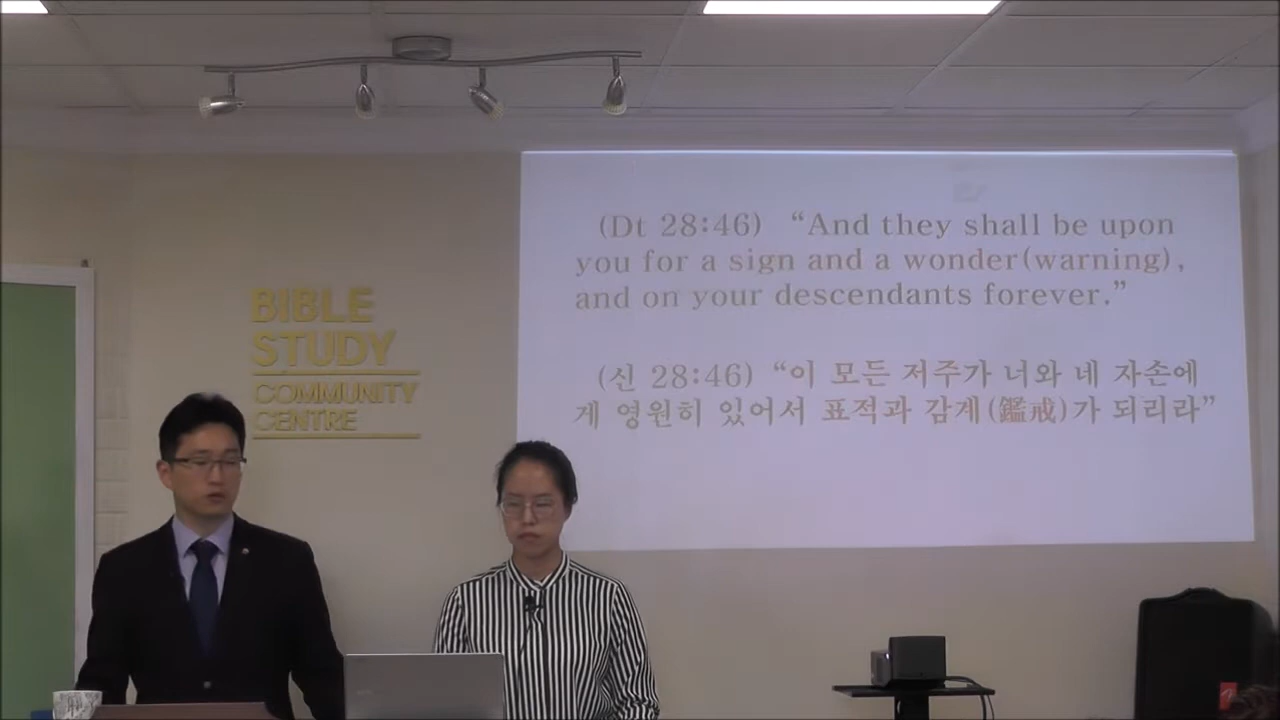 BIBLE
STUDY
COMMUNITY
CENTRE
(Dt 28:46) “And they shall be upon
you for a sign and a wonder(warning),
and on your descendants forever.”
(신 28:46) “이 모든 저주가 너와 네 자손에
게 영원히 있어서 표적과 감계(鑑戒)가 되리라”